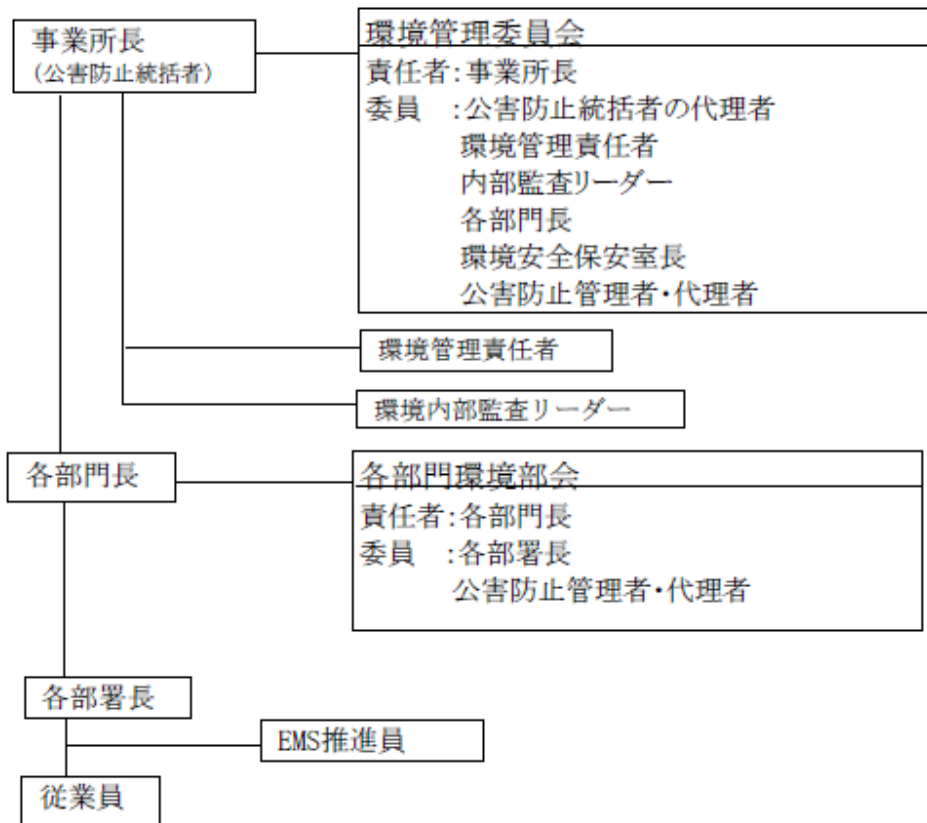 事業所長
(公害防止統括者)
環境管理委員会
責任者:事業所長
委員 :公害防止統括者の代理者
環境管理責任者
内部監査リーダー
各部門長
環境安全保安室長
公害防止管理者・代理者
環境管理責任者
環境内部監査リーダー
各部門長
各部門環境部会
責任者:各部門長
委員 :各部署長
公害防止管理者・代理者
各部署長
EMS推進員
従業員